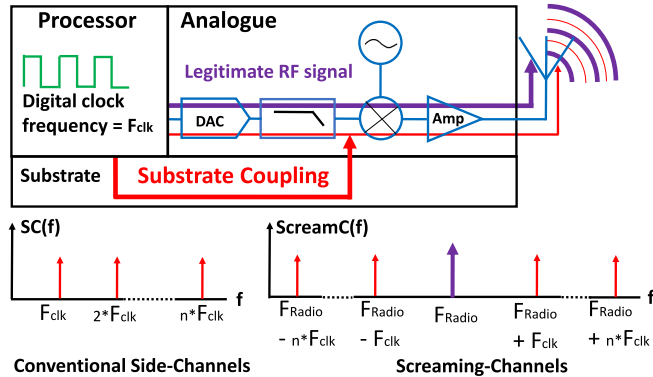 Processor
Analogue
Digital clock
frequency = Fclk
Legitimate RF signal
DAC
Amp
Substrate
Substrate Coupling
SC(f)
Fclk
2*Fclk
n*Fclk
f
Conventional Side-Channels
ScreamC(f)
FRadio FRadio FRadio FRadio FRadio
- n*Fclk - Fclk + Fclk + n*Fclk
f
Screaming-Channels